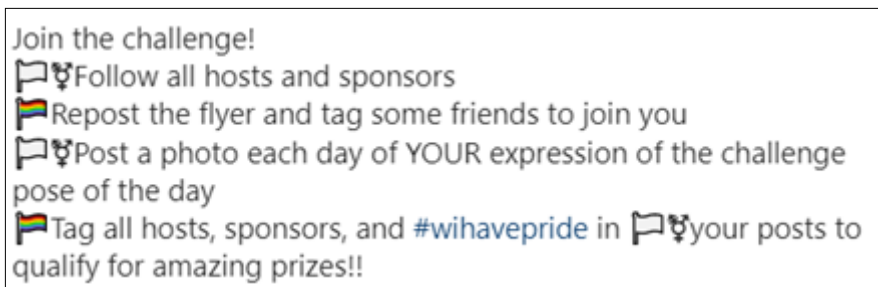 Join the challenge!
🏳⚧Follow all hosts and sponsors
🏳️‍🌈Repost the flyer and tag some friends to join you
🏳⚧Post a photo each day of YOUR expression of the challenge
pose of the day
🏳️‍🌈Tag all hosts, sponsors, and #wihavepride in 🏳⚧your posts to
qualify for amazing prizes!!